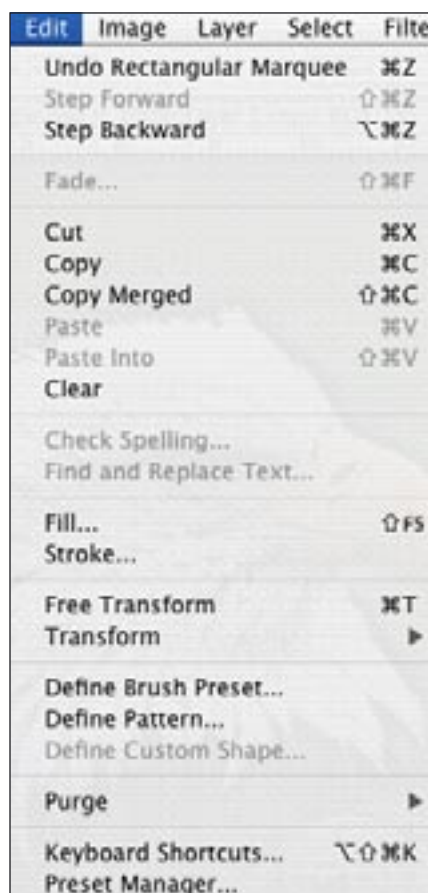 Edit Image Layer Select Filte
Undo Rectangular Marquee ⌘Z
Step Forward ⇧⌘Z
Step Backward ⌥⌘Z
Fade... ⇧⌘F
Cut ⌘X
Copy ⌘C
Copy Merged ⇧⌘C
Paste ⌘V
Paste Into ⇧⌘V
Clear
Check Spelling...
Find and Replace Text...
Fill... ⇧F5
Stroke...
Free Transform ⌘T
Transform ▶
Define Brush Preset...
Define Pattern...
Define Custom Shape...
Purge ▶
Keyboard Shortcuts... ⌥⇧⌘K
Preset Manager...